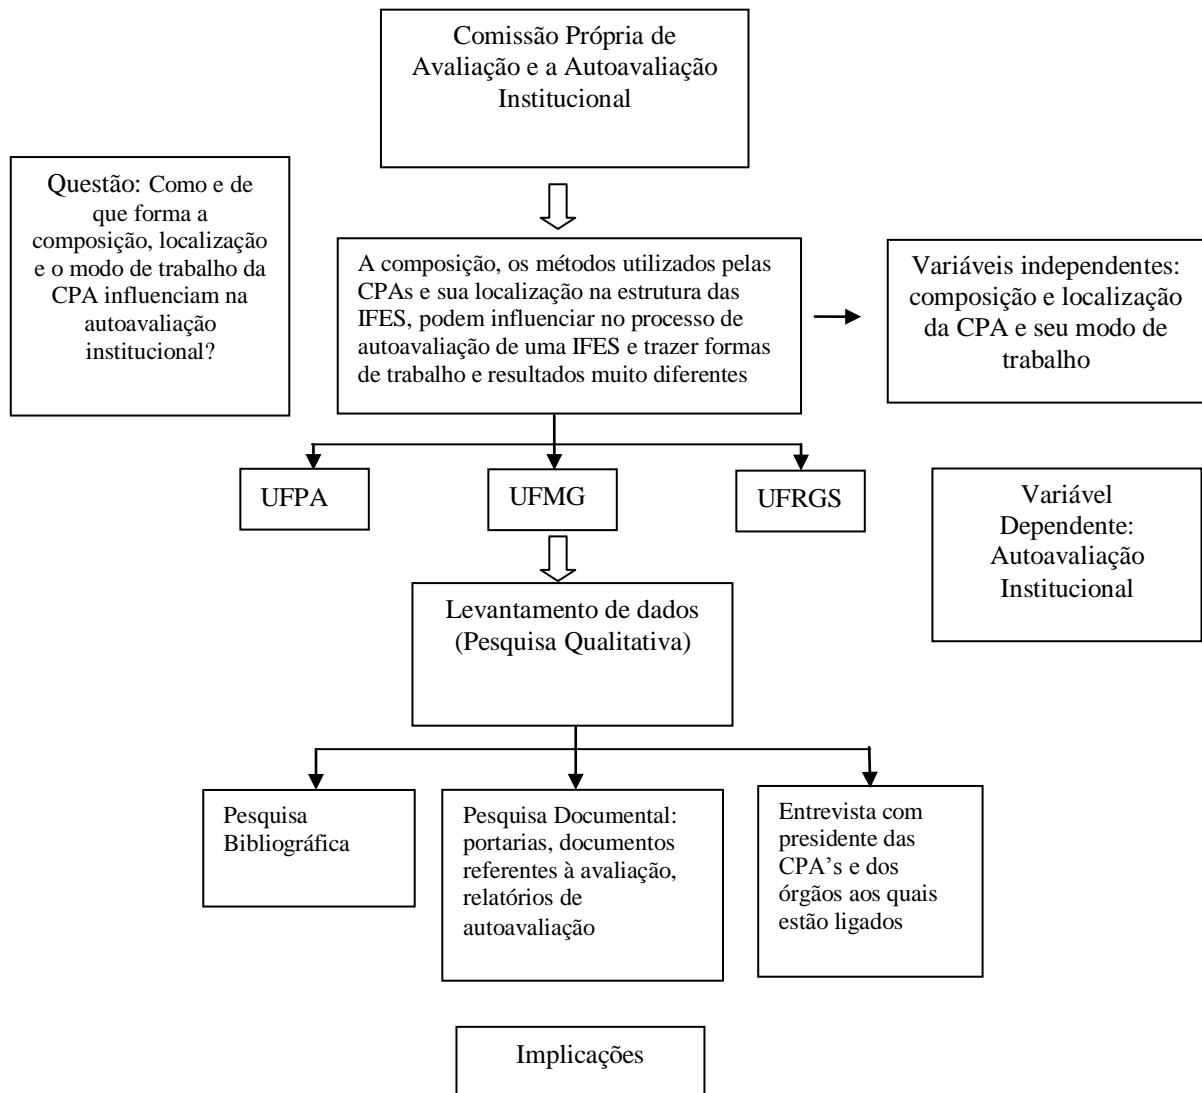 Comissão Própria de
Avaliação e a Autoavaliação
Institucional
Questão: Como e de
que forma a
composição, localização
e o modo de trabalho da
CPA influenciam na
autoavaliação
institucional?
A composição, os métodos utilizados pelas
CPAs e sua localização na estrutura das
IFES, podem influenciar no processo de
autoavaliação de uma IFES e trazer formas
de trabalho e resultados muito diferentes
Variáveis independentes:
composição e localização
da CPA e seu modo de
trabalho
UFPA
UFMG
UFRGS
Variável
Dependente:
Autoavaliação
Institucional
Levantamento de dados
(Pesquisa Qualitativa)
Pesquisa
Bibliográfica
Pesquisa Documental:
portarias, documentos
referentes à avaliação,
relatórios de
autoavaliação
Entrevista com
presidente das
CPA’s e dos
órgãos aos quais
estão ligados
Implicações